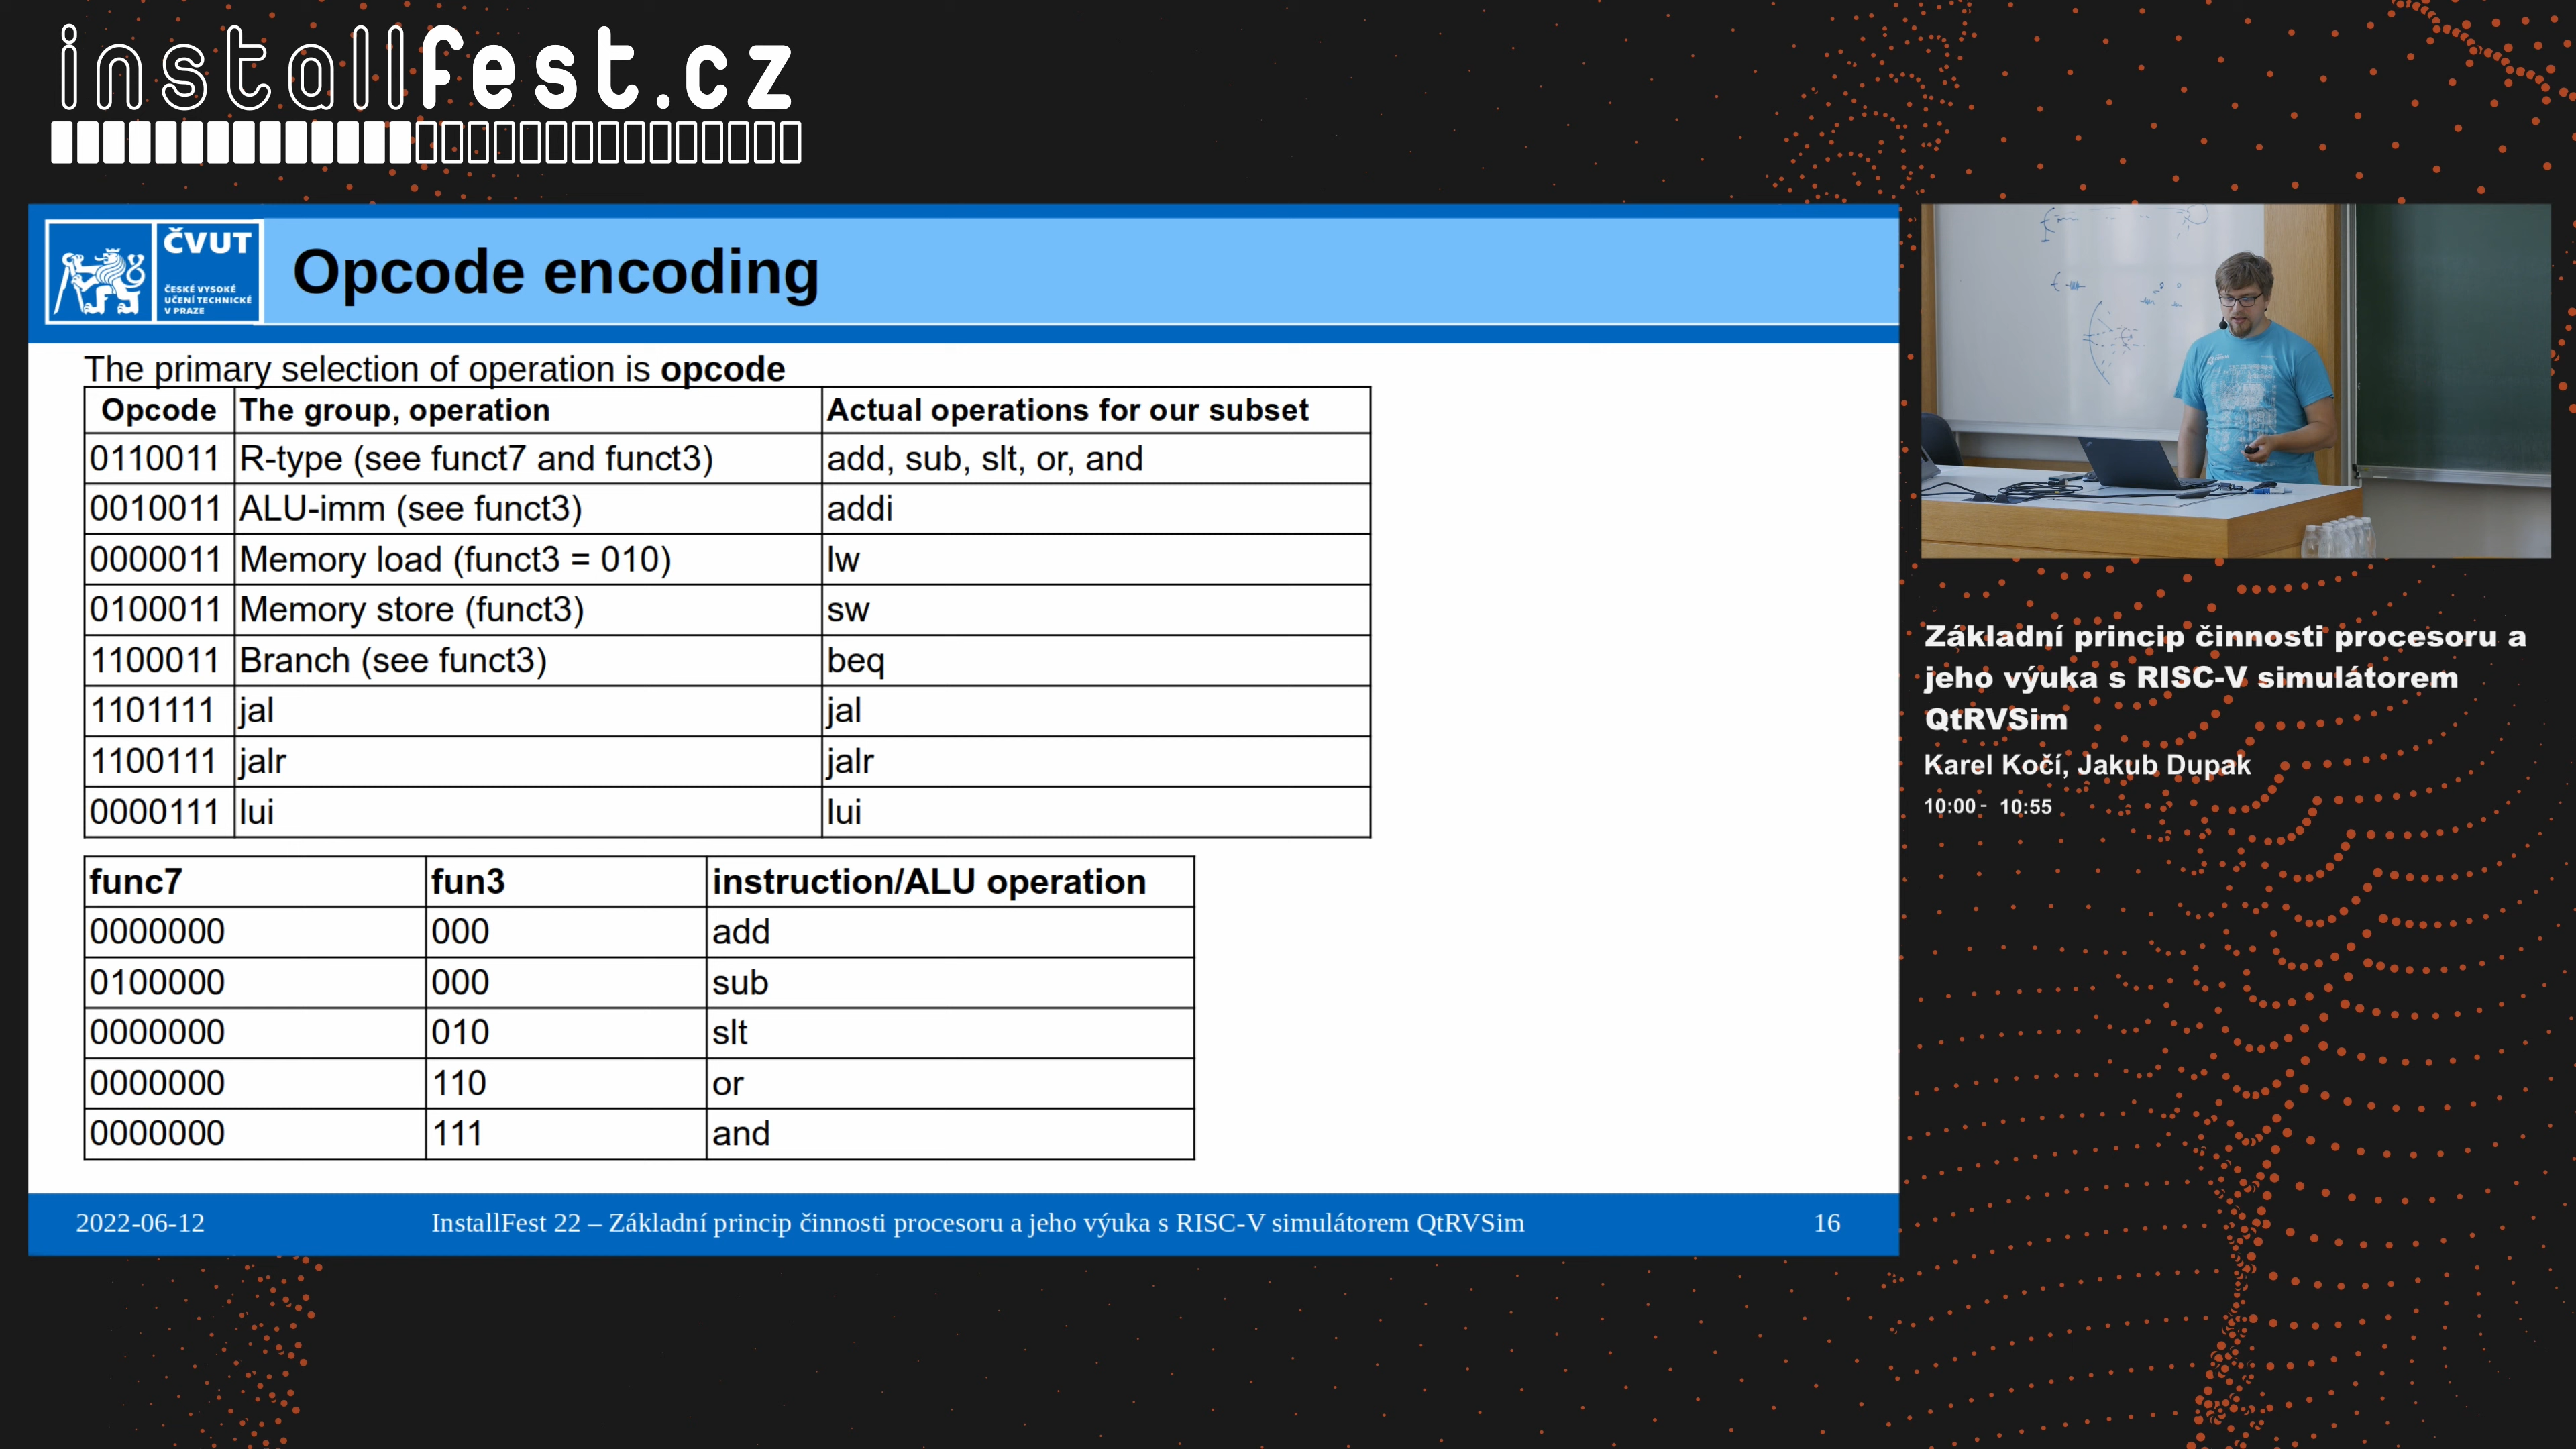 installfest.cz
ČVUT
ČESKÉ VYSOKÉ
UČENÍ TECHNICKÉ
V PRAZE
Opcode encoding
The primary selection of operation is opcode
Opcode The group, operation Actual operations for our subset
0110011 R-type (see funct7 and funct3) add, sub, slt, or, and
0010011 ALU-imm (see funct3) addi
0000011 Memory load (funct3 = 010) lw
0100011 Memory store (funct3) sw
1100011 Branch (see funct3) beq
1101111 jal jal
1100111 jalr jalr
0000111 lui lui
func7 fun3 instruction/ALU operation
0000000 000 add
0100000 000 sub
0000000 010 slt
0000000 110 or
0000000 111 and
2022-06-12 InstallFest 22 – Základní princip činnosti procesoru a jeho výuka s RISC-V simulátorem QtRVSim 16
Základní princip činnosti procesoru a
jeho výuka s RISC-V simulátorem
QtRVSim
Karel Kočí, Jakub Dupak
10:00 - 10:55